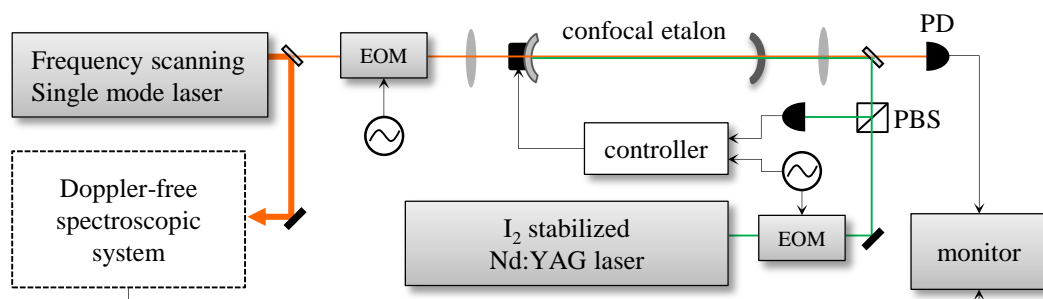 Frequency scanning
Single mode laser
EOM
confocal etalon
PD
PBS
controller
Doppler-free
spectroscopic
system
I2 stabilized
Nd:YAG laser
EOM
monitor